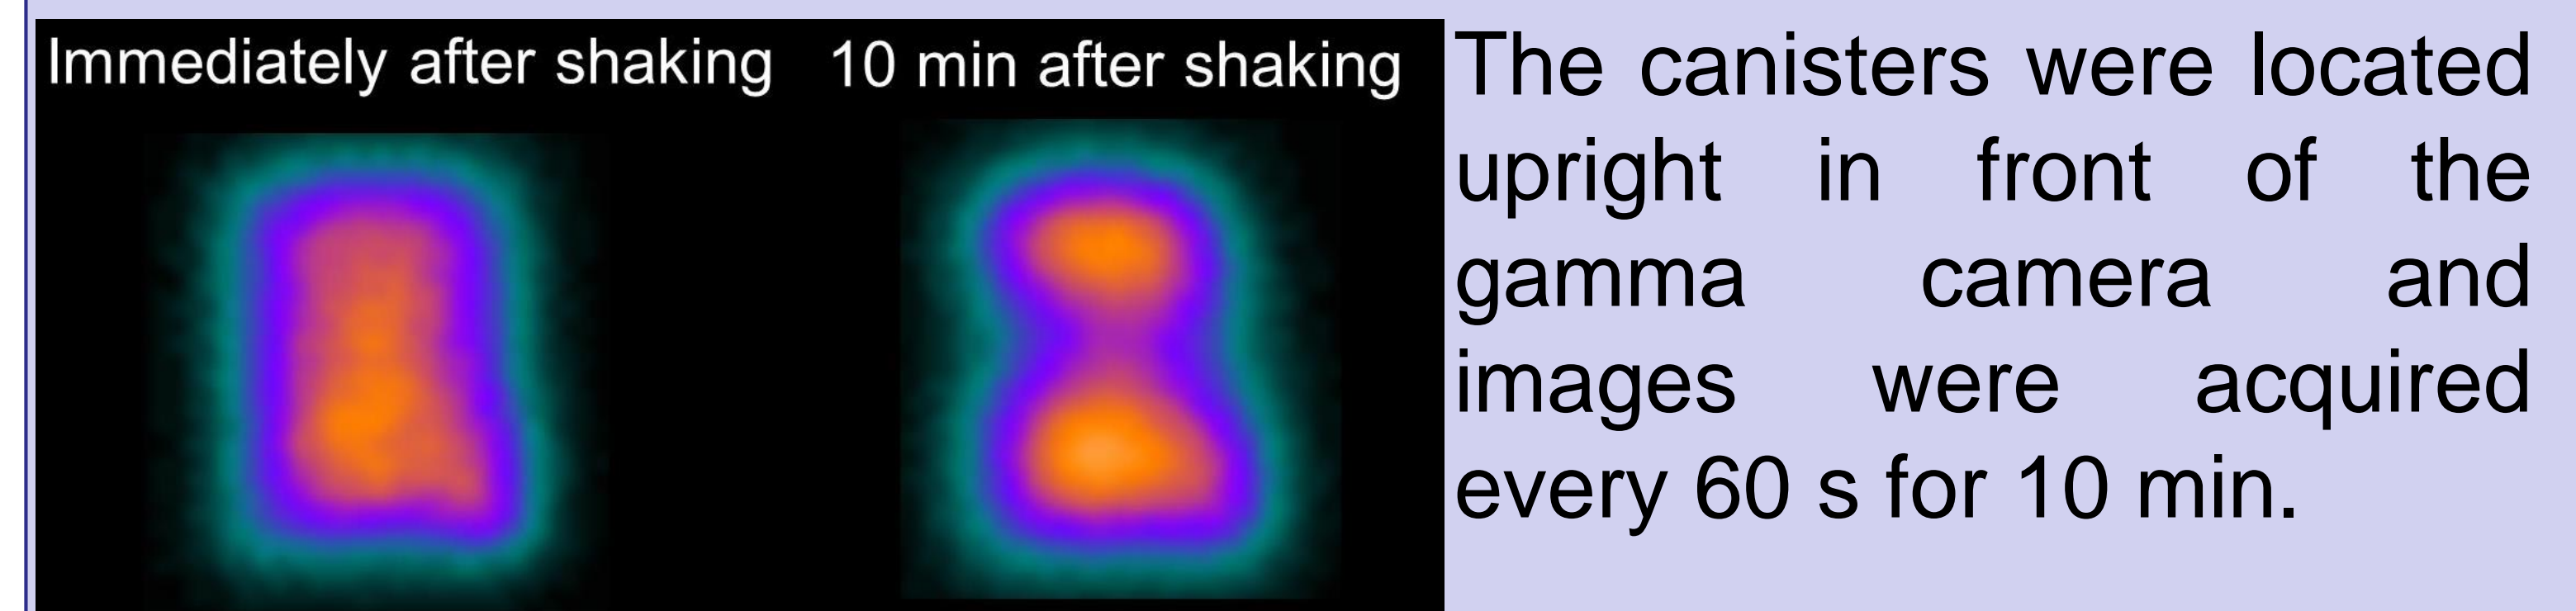 Immediately after shaking
10 min after shaking
The canisters were located
upright in front of the
gamma camera and
images were acquired
every 60 s for 10 min.